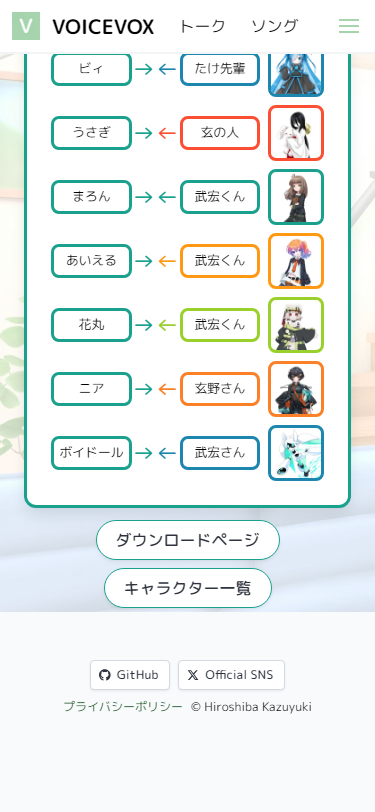 V VOICEVOX トーク ソング
ビィ たけ先輩
うさぎ 玄の人
まろん 武宏くん
あいえる 武宏くん
花丸 武宏くん
ニア 玄野さん
ボイドール 武宏さん
ダウンロードページ
キャラクター一覧
GitHub Official SNS
プライバシーポリシー © Hiroshiba Kazuyuki